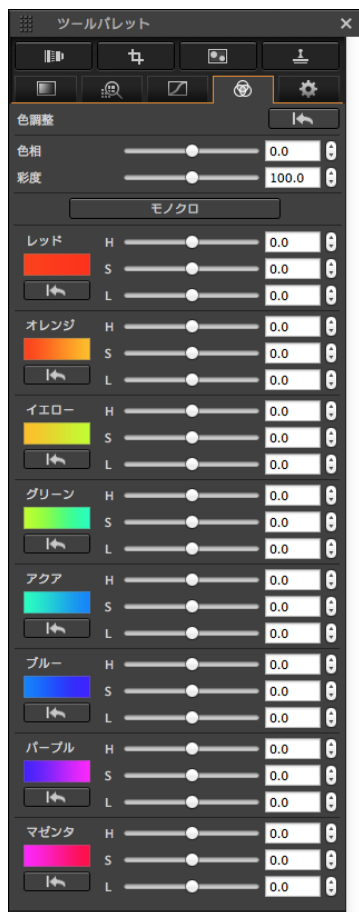 ツールパレット
色調整
色相 0.0
彩度 100.0
モノクロ
レッド H 0.0
S 0.0
L 0.0
オレンジ H 0.0
S 0.0
L 0.0
イエロー H 0.0
S 0.0
L 0.0
グリーン H 0.0
S 0.0
L 0.0
アクア H 0.0
S 0.0
L 0.0
ブルー H 0.0
S 0.0
L 0.0
パープル H 0.0
S 0.0
L 0.0
マゼンタ H 0.0
S 0.0
L 0.0